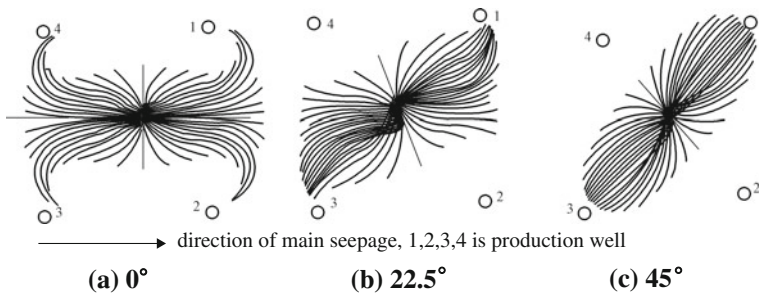 4 1 3 2
4 1 3 2
4 3 2
direction of main seepage, 1,2,3,4 is production well
(a) 0° (b) 22.5° (c) 45°